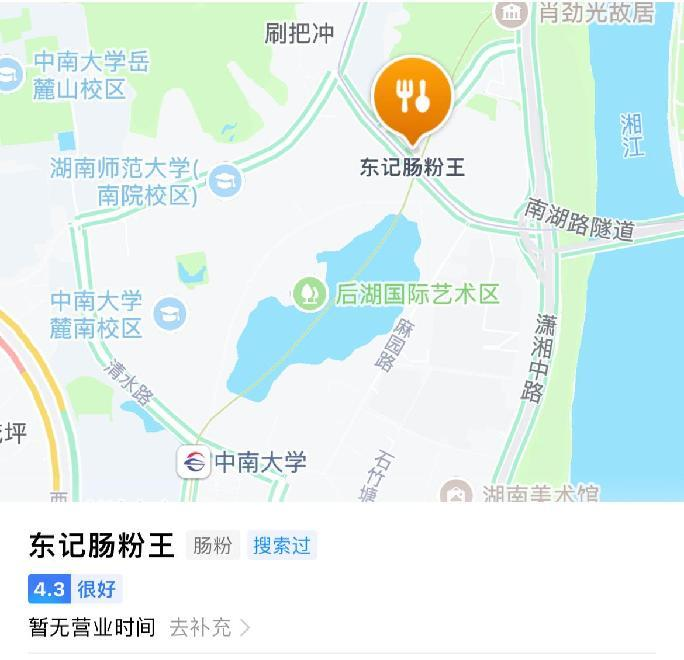 肖劲光故居
刷把冲
中南大学岳
麓山校区
湘江
东记肠粉王
湖南师范大学(
南院校区)
南湖路隧道
后湖国际艺术区
中南大学
麓南校区
麻园路
潇湘中路
清水路
坪
中南大学
石竹塘
西
湖南美术馆
东记肠粉王 肠粉 搜索过
4.3 很好
暂无营业时间 去补充 >